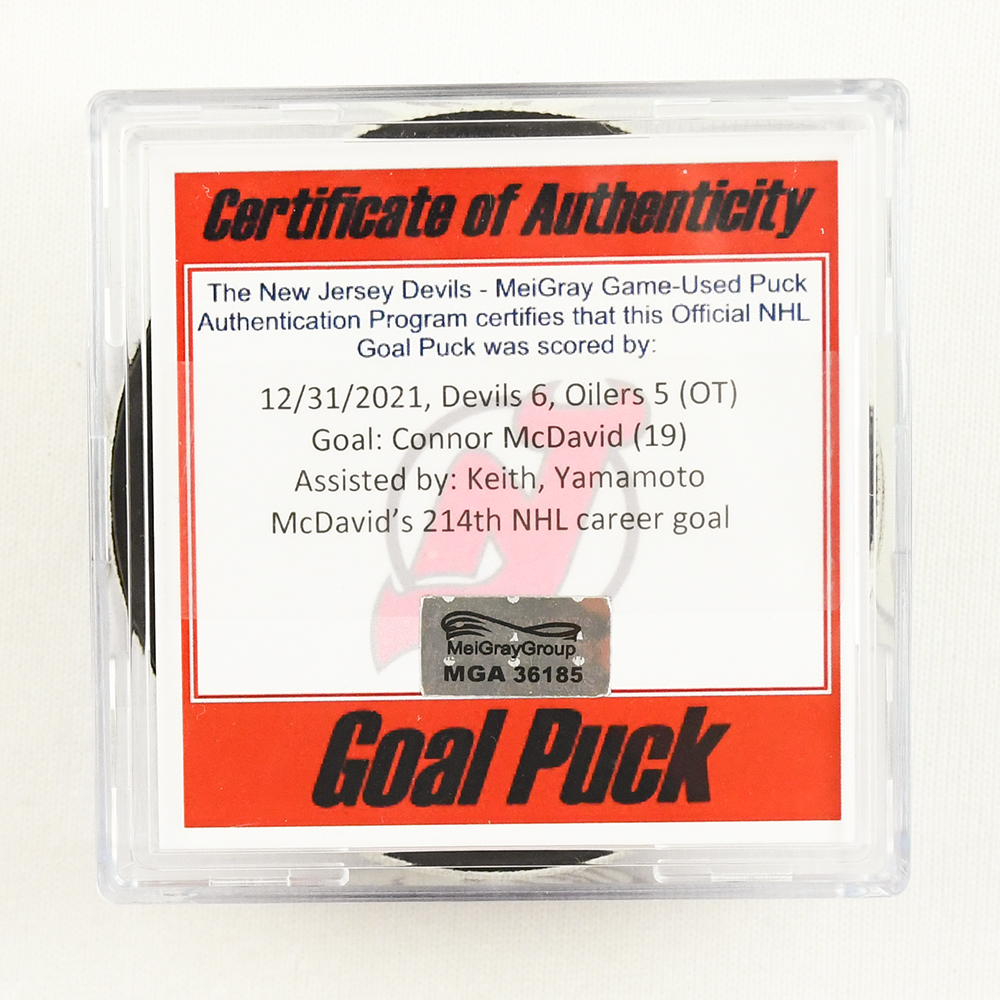 Certificate of Authenticity
The New Jersey Devils - MeiGray Game-Used Puck
Authentication Program certifies that this Official NHL
Goal Puck was scored by:
12/31/2021, Devils 6, Oilers 5 (OT)
Goal: Connor McDavid (19)
Assisted by: Keith, Yamamoto
McDavid’s 214th NHL career goal
MeiGrayGroup
MGA 36185
Goal Puck